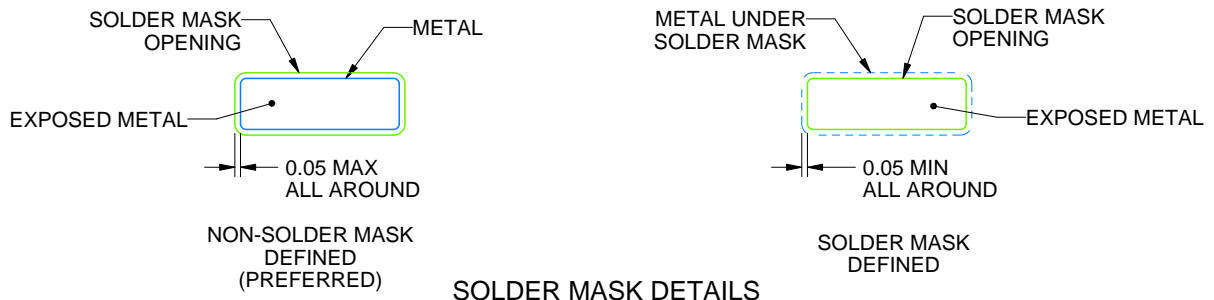 SOLDER MASK
OPENING
METAL
EXPOSED METAL
0.05 MAX
ALL AROUND
NON-SOLDER MASK
DEFINED
(PREFERRED)
METAL UNDER
SOLDER MASK
SOLDER MASK
OPENING
EXPOSED METAL
0.05 MIN
ALL AROUND
SOLDER MASK
DEFINED
SOLDER MASK DETAILS